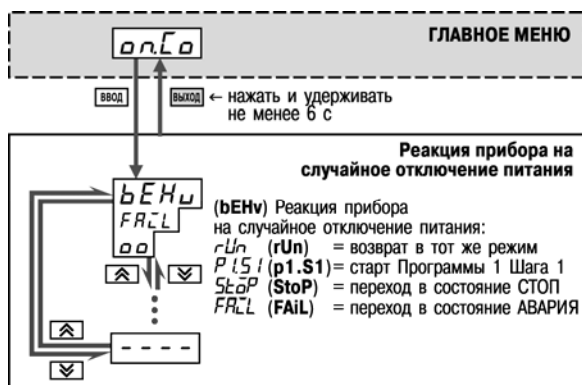 ГЛАВНОЕ МЕНЮ
on.Co
ВВОД
ВЫХОД ← нажать и удерживать
не менее 6 с
Реакция прибора на
случайное отключение питания
bEHu
FAiL
oo
(bEHv) Реакция прибора
на случайное отключение питания:
rUn (rUn) = возврат в тот же режим
P1.S1 (p1.S1)= старт Программы 1 Шага 1
StoP (StoP) = переход в состояние СТОП
FAiL (FAiL) = переход в состояние АВАРИЯ
- - - -